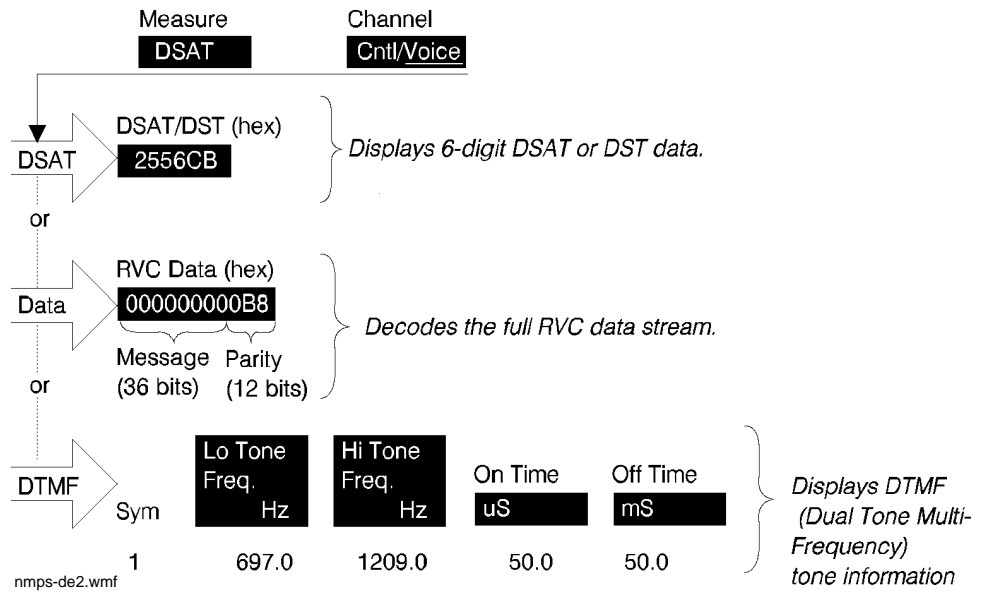 Measure
Channel
DSAT
Cntl/Voice
DSAT/DST (hex)
DSAT
2556CB
Displays 6-digit DSAT or DST data.
or
RVC Data (hex)
Data
000000000B8
Decodes the full RVC data stream.
Message
(36 bits)
Parity
(12 bits)
or
DTMF
Sym
Lo Tone
Freq.
Hz
Hi Tone
Freq.
Hz
On Time
uS
Off Time
mS
1
697.0
1209.0
50.0
50.0
Displays DTMF
(Dual Tone Multi-
Frequency)
tone information
nmps-de2.wmf